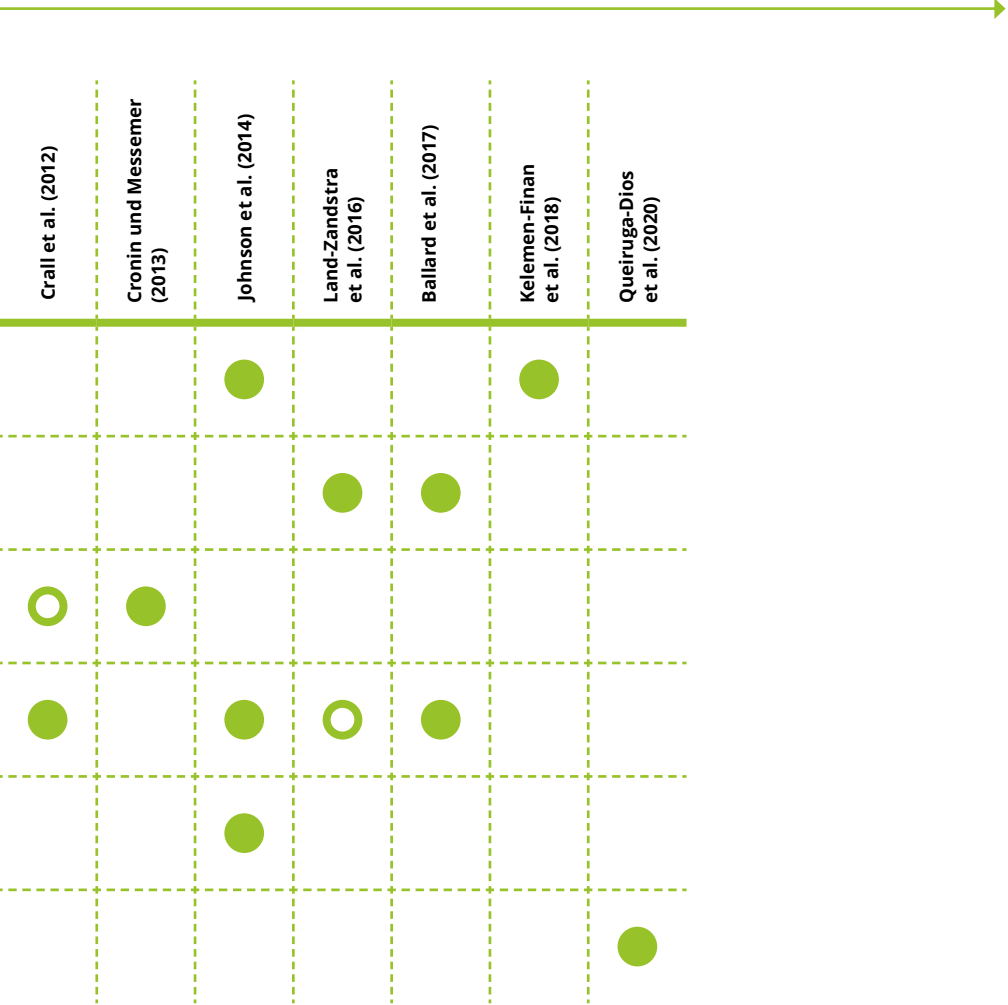 Crall et al. (2012)
Cronin und Messemer
(2013)
Johnson et al. (2014)
Land-Zandstra
et al. (2016)
Ballard et al. (2017)
Kelemen-Finan
et al. (2018)
Queiruga-Dios
et al. (2020)